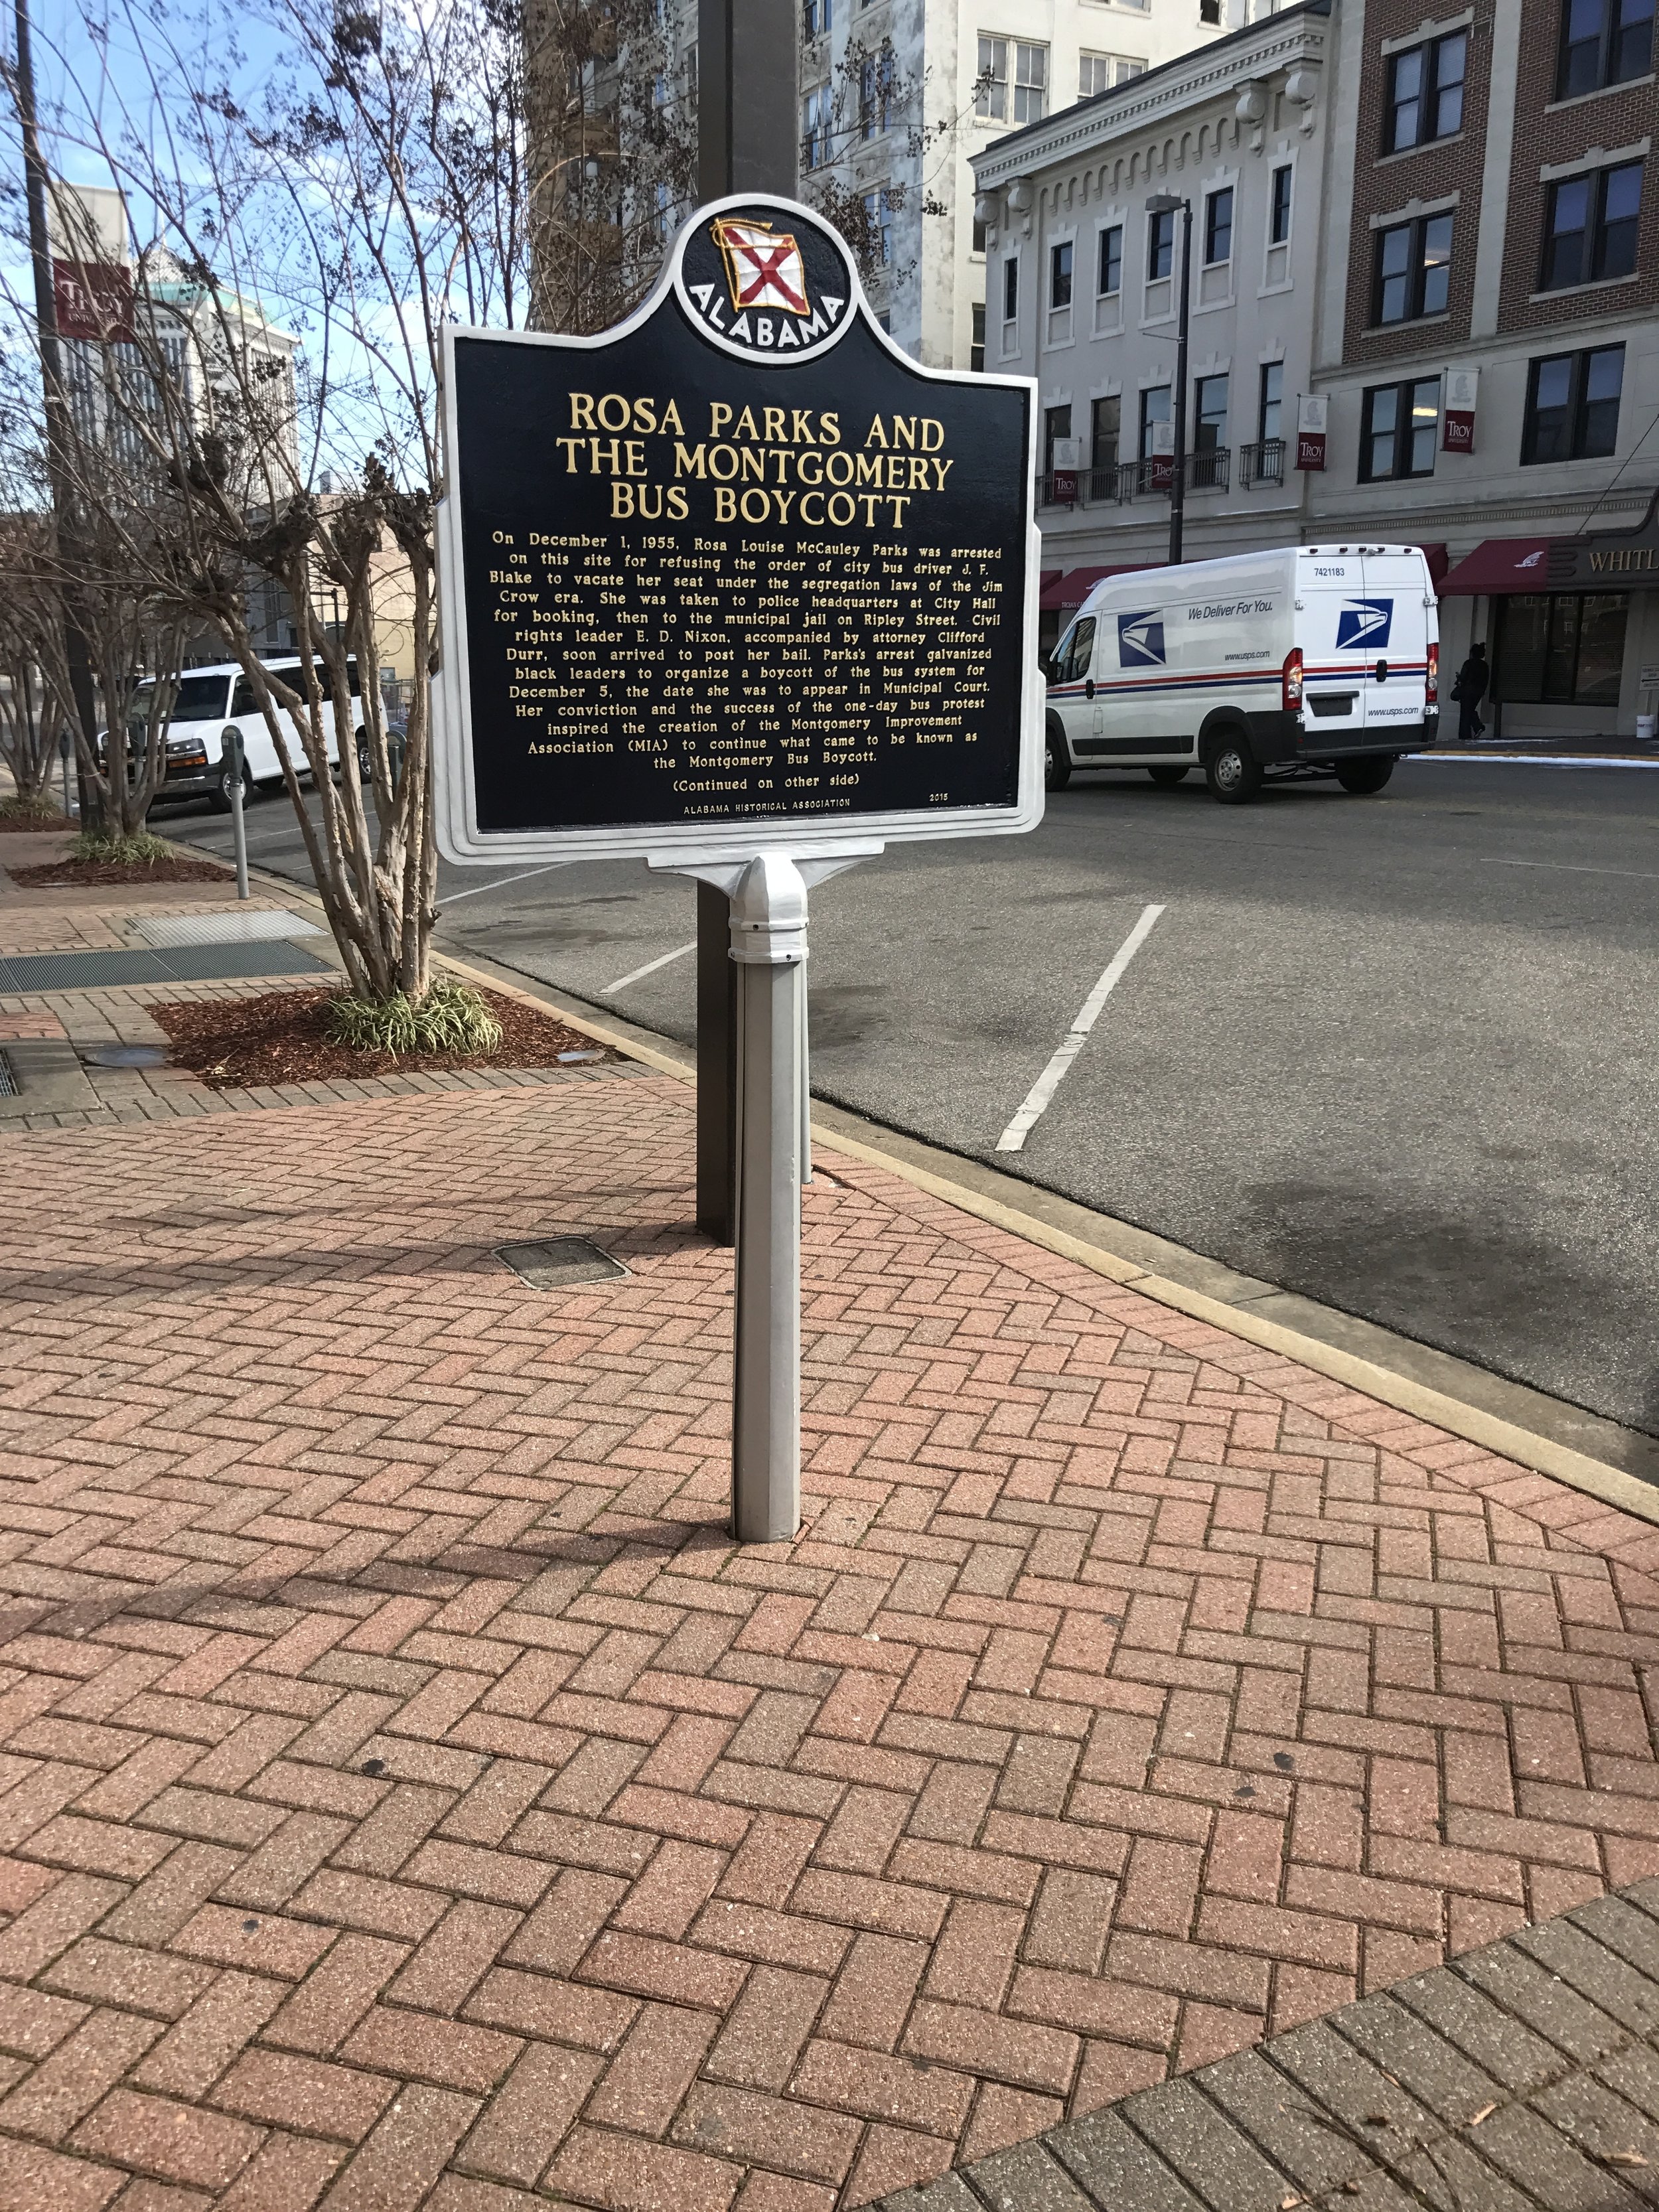 ALABAMA
ROSA PARKS AND
THE MONTGOMERY
BUS BOYCOTT
On December 1, 1955, Rosa Louise McCauley Parks was arrested
on this site for refusing the order of city bus driver J. F.
Blake to vacate her seat under the segregation laws of the Jim
Crow era. She was taken to police headquarters at City Hall
for booking, then to the municipal jail on Ripley Street. Civil
rights leader E. D. Nixon, accompanied by attorney Clifford
Durr, soon arrived to post her bail. Parks's arrest galvanized
black leaders to organize a boycott of the bus system for
December 5, the date she was to appear in Municipal Court.
Her conviction and the success of the one-day bus protest
inspired the creation of the Montgomery Improvement
Association (MIA) to continue what came to be known as
the Montgomery Bus Boycott.
(Continued on other side)
ALABAMA HISTORICAL ASSOCIATION 2015
TROY
TROY
TROY
TROY
TROY
WHITL
7421183
We Deliver For You.
www.usps.com
www.usps.com